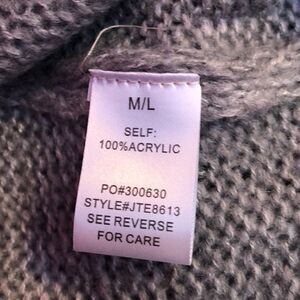 M/L
SELF:
100%ACRYLIC
PO#300630
STYLE#JTE8613
SEE REVERSE
FOR CARE